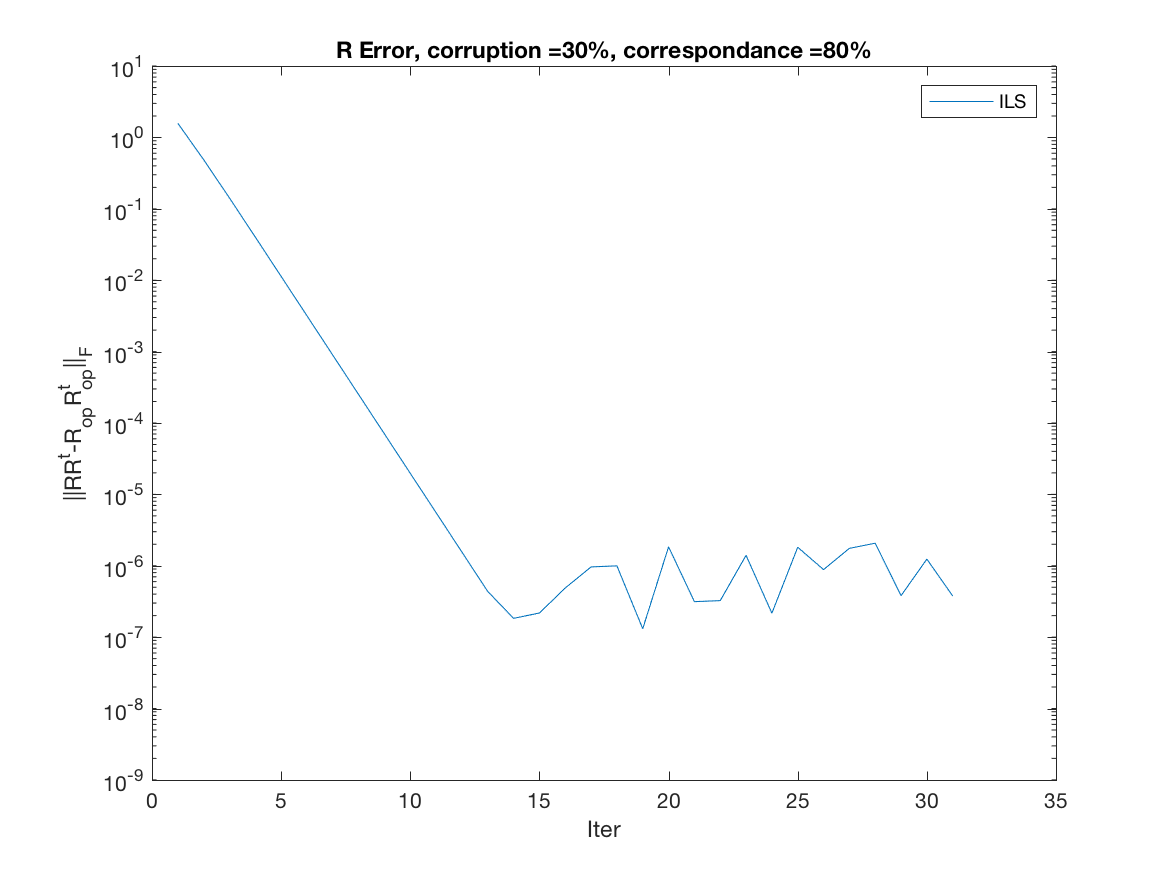 R Error, corruption =30%, correspondance =80%
ILS
10^1
10^0
10^-1
10^-2
10^-3
10^-4
10^-5
10^-6
10^-7
10^-8
10^-9
||RR^t-R_op R^t_op||_F
0 5 10 15 20 25 30 35
Iter